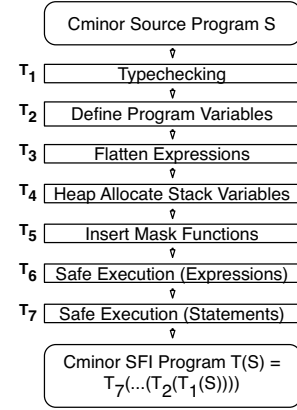 Cminor Source Program S
T1 Typechecking
T2 Define Program Variables
T3 Flatten Expressions
T4 Heap Allocate Stack Variables
T5 Insert Mask Functions
T6 Safe Execution (Expressions)
T7 Safe Execution (Statements)
Cminor SFI Program T(S) =
T7(...(T2(T1(S))))